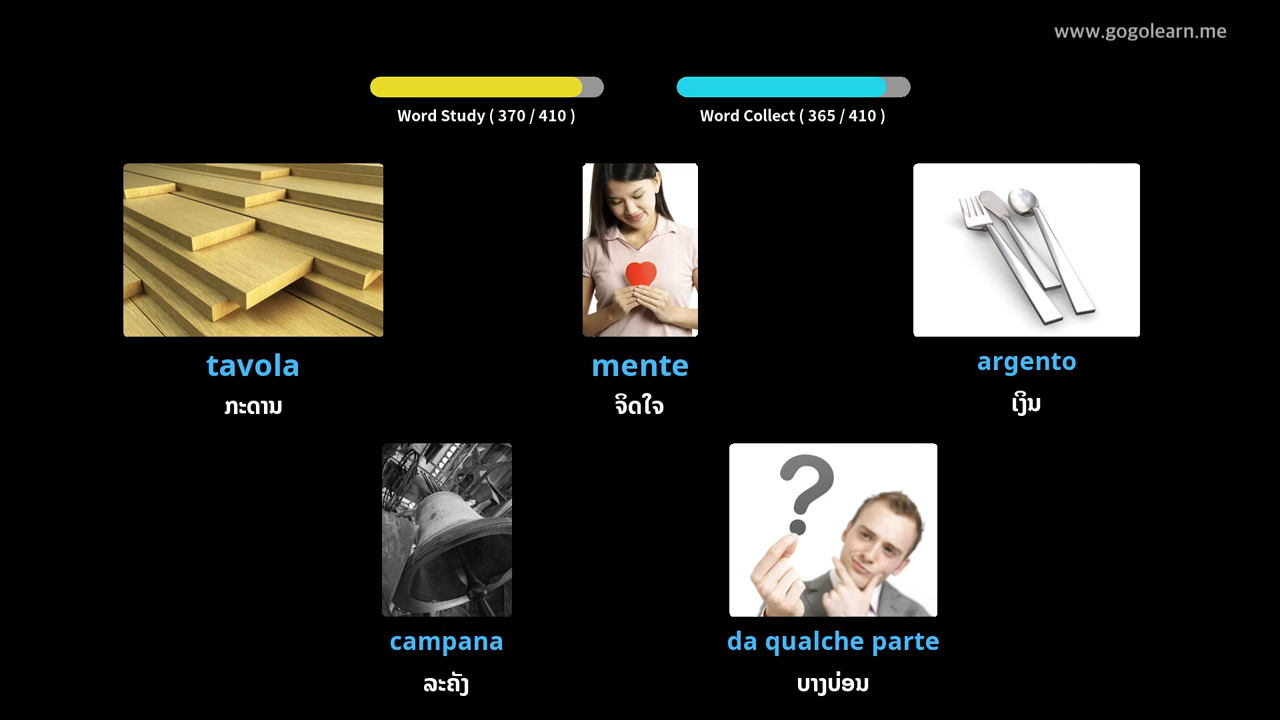 www.gogolearn.me
Word Study ( 370 / 410 )
Word Collect ( 365 / 410 )
tavola
ກະດານ
mente
ຈິດໃຈ
argento
ເງິນ
campana
ລະຄັງ
da qualche parte
ບາງບ່ອນ